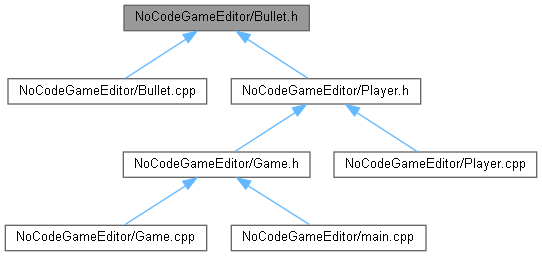 NoCodeGameEditor/Bullet.h
NoCodeGameEditor/Bullet.cpp
NoCodeGameEditor/Player.h
NoCodeGameEditor/Game.h
NoCodeGameEditor/Player.cpp
NoCodeGameEditor/Game.cpp
NoCodeGameEditor/main.cpp